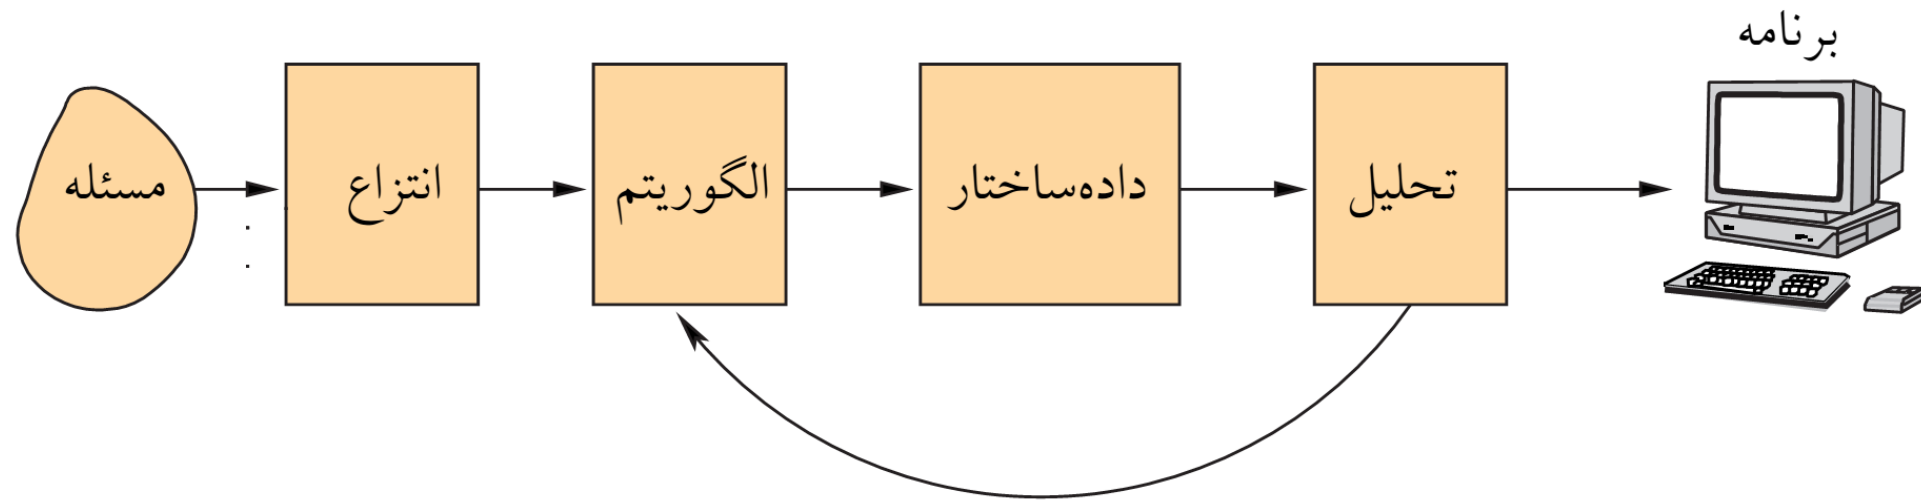 برنامه
مسئله
انتزاع
الگوریتم
داده‌ساختار
تحلیل